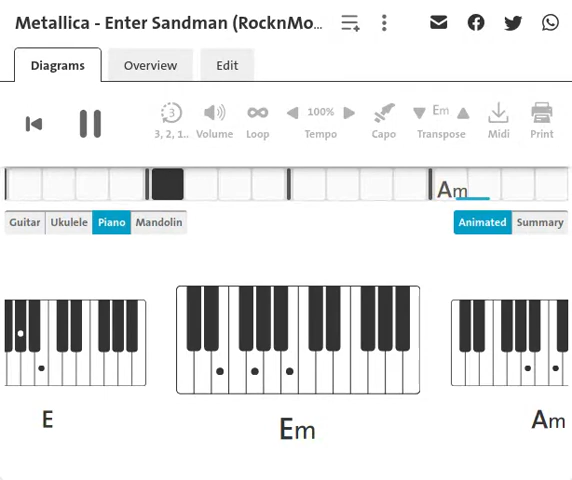 Metallica - Enter Sandman (RocknMo...
Diagrams Overview Edit
3
100%
Em
3, 2, 1.. Volume Loop Tempo Capo Transpose Midi Print
Am
Guitar Ukulele Piano Mandolin Animated Summary
E Em Am